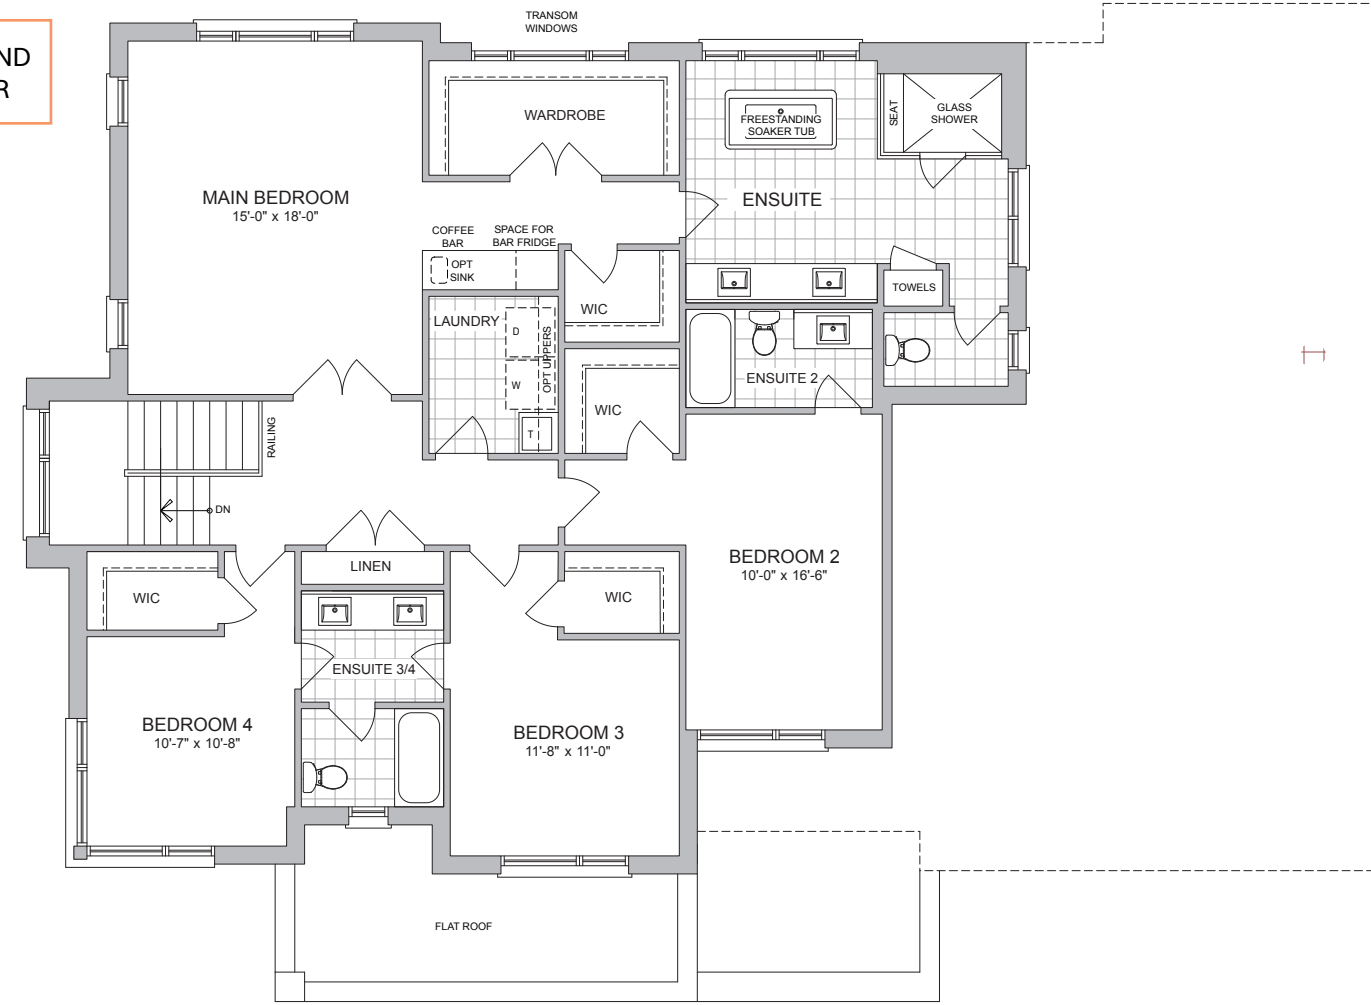 ND
R
TRANSOM
WINDOWS
WARDROBE
FREESTANDING
SOAKER TUB
SEAT
GLASS
SHOWER
MAIN BEDROOM
15'-0" x 18'-0"
ENSUITE
COFFEE
BAR
SPACE FOR
BAR FRIDGE
OPT
SINK
TOWELS
WIC
LAUNDRY
D
W
OPT UPPERS
T
ENSUITE 2
WIC
RAILING
DN
LINEN
BEDROOM 2
10'-0" x 16'-6"
WIC
WIC
ENSUITE 3/4
BEDROOM 4
10'-7" x 10'-8"
BEDROOM 3
11'-8" x 11'-0"
FLAT ROOF